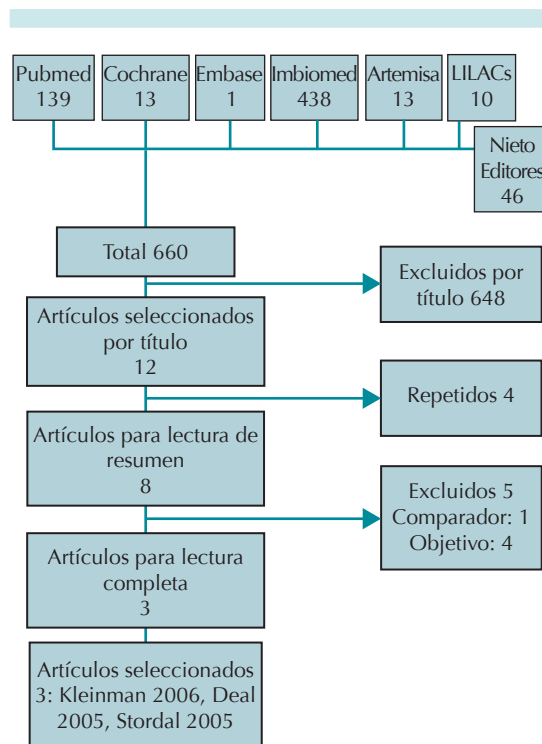 Pubmed
139
Cochrane
13
Embase
1
Imbiomed
438
Artemisa
13
LILACs
10
Nieto
Editores
46
Total 660
Excluidos por
título 648
Artículos seleccionados
por título
12
Repetidos 4
Artículos para lectura de
resumen
8
Excluidos 5
Comparador: 1
Objetivo: 4
Artículos para lectura
completa
3
Artículos seleccionados
3: Kleinman 2006, Deal
2005, Stordal 2005